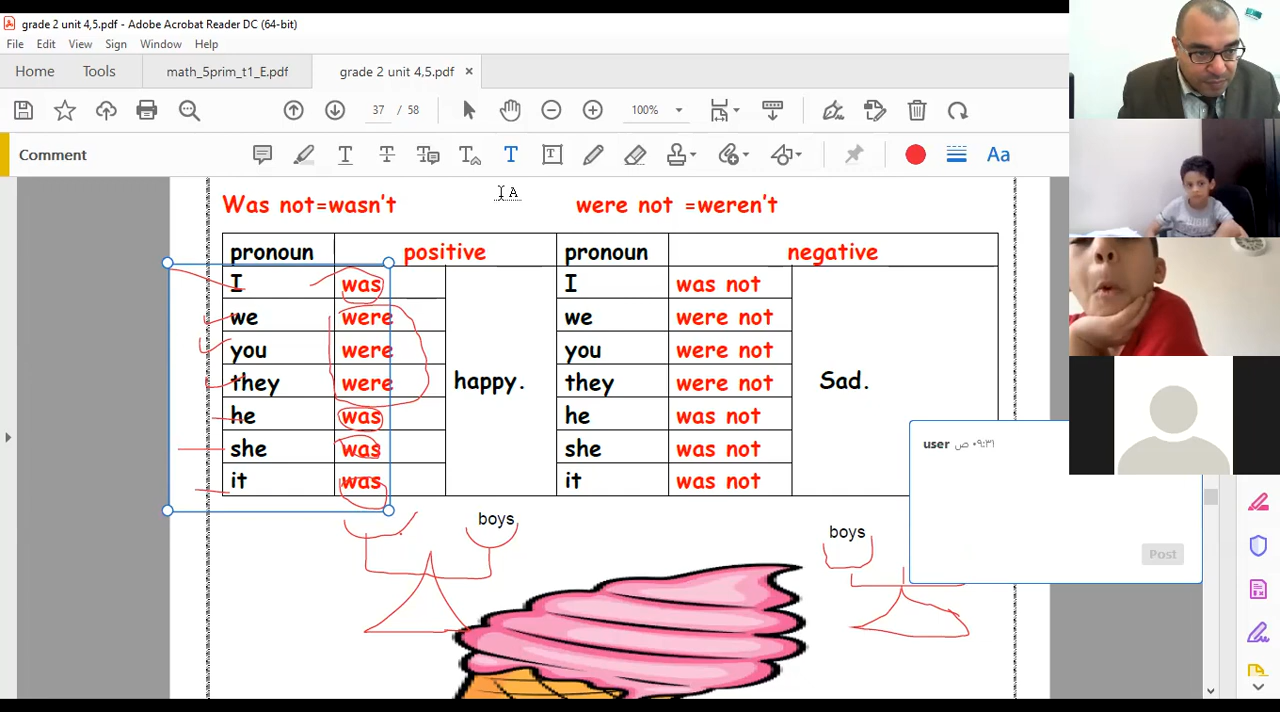 grade 2 unit 4,5.pdf - Adobe Acrobat Reader DC (64-bit)
File Edit View Sign Window Help
Home Tools math_5prim_t1_E.pdf grade 2 unit 4,5.pdf ×
37 / 58 100%
Comment
Aa
Was not=wasn't were not =weren't
pronoun positive pronoun negative
I was I was not
we were we were not
you were you were not
they were happy. they were not Sad.
he was he was not
she was she was not
it was it was not
user ٠٩:٣١ ص
Post
boys boys